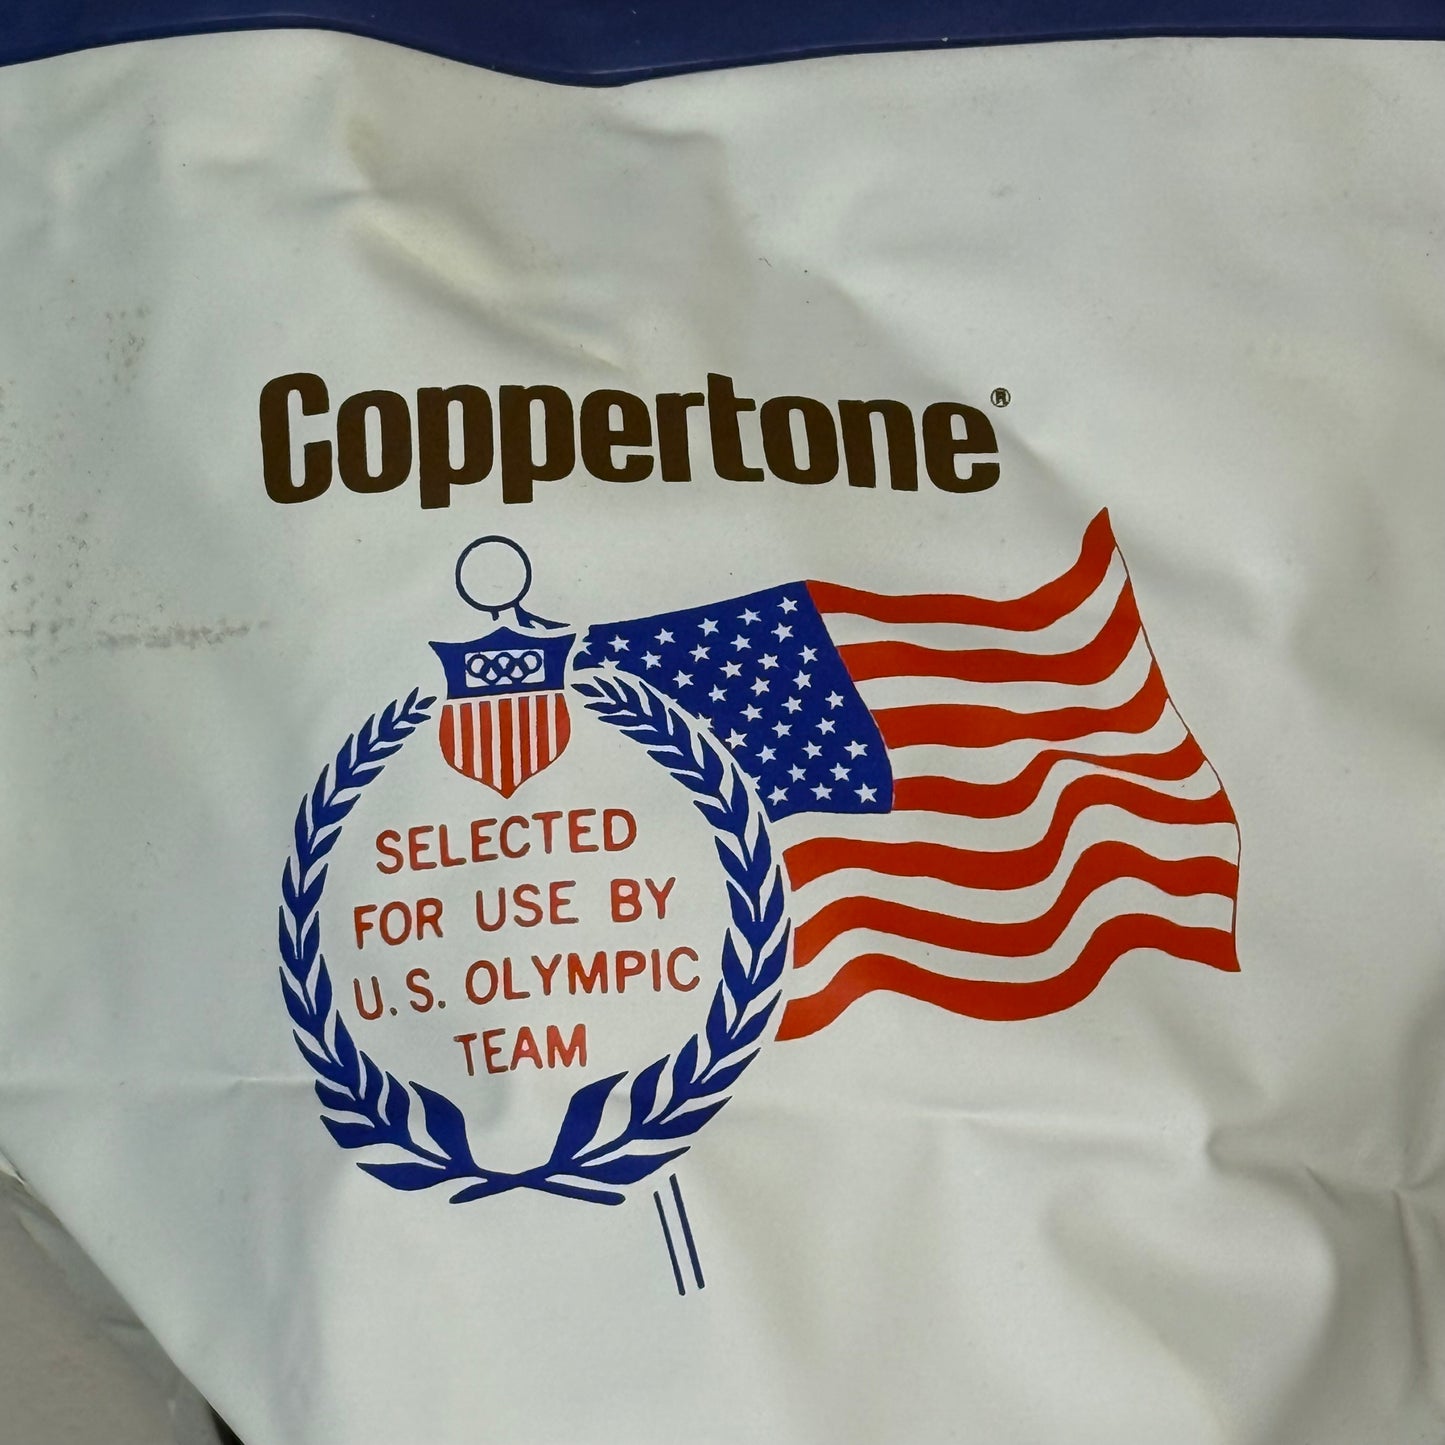 Coppertone®
SELECTED
FOR USE BY
U.S. OLYMPIC
TEAM